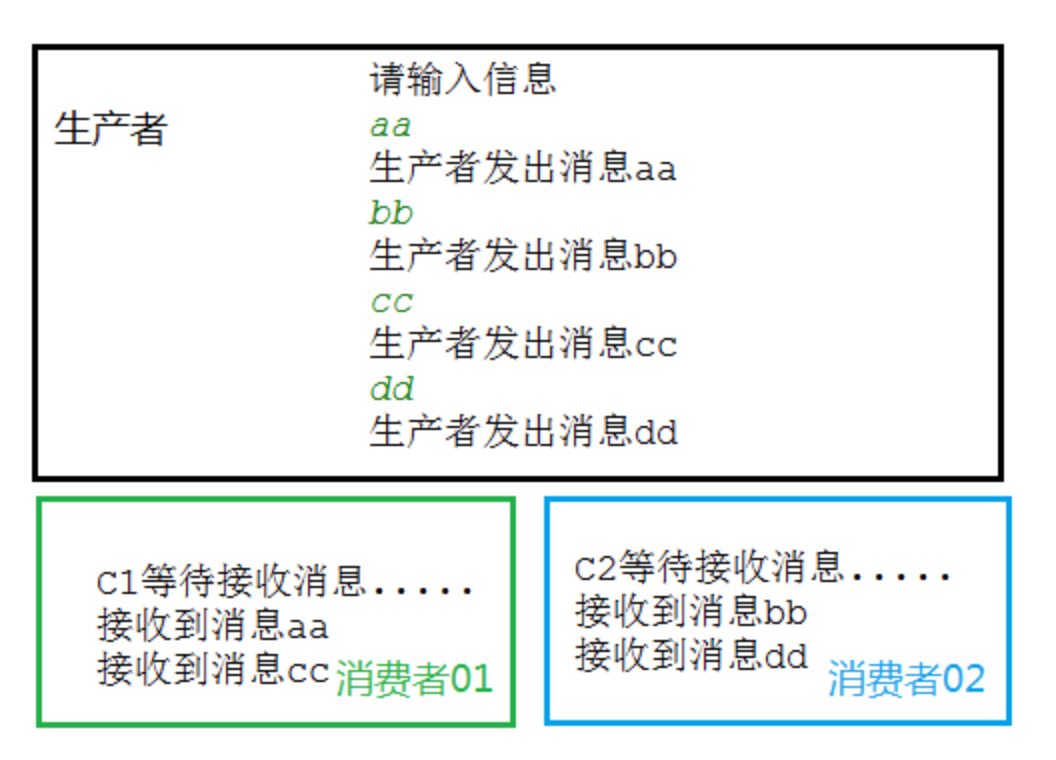 请输入信息
生产者
aa
生产者发出消息aa
bb
生产者发出消息bb
cc
生产者发出消息cc
dd
生产者发出消息dd
C1等待接收消息.....
接收到消息aa
接收到消息cc
消费者01
C2等待接收消息.....
接收到消息bb
接收到消息dd
消费者02